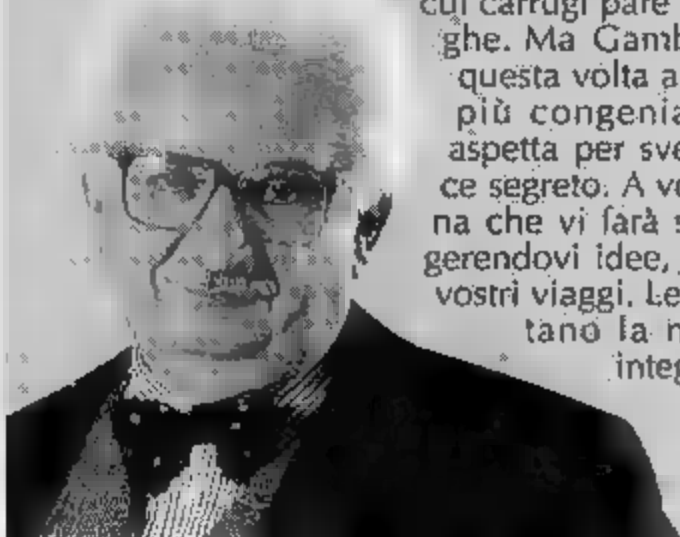 cui carrugi pare
ghe. Ma Gamb
questa volta a
più congenia
aspetta per sve
ce segreto. A vo
na che vi farà s
gerendovi idee,
vostri viaggi. Le
tano la n
integ